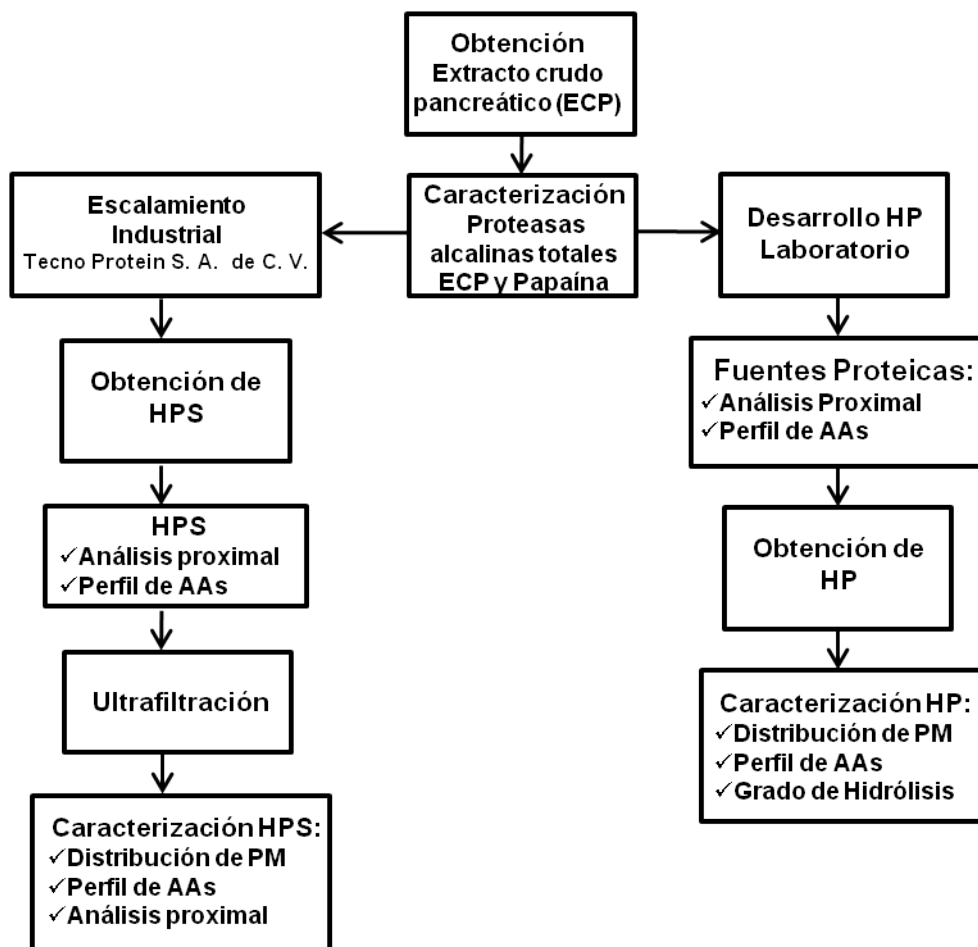 Obtención
Extracto crudo
pancreático (ECP)
Caracterización
Proteasas
alcalinas totales
ECP y Papaína
Escalamiento
Industrial
Tecno Protein S. A. de C. V.
Obtención de
HPS
HPS
✓Análisis proximal
✓Perfil de AAs
Ultrafiltración
Caracterización HPS:
✓Distribución de PM
✓Perfil de AAs
✓Análisis proximal
Desarrollo HP
Laboratorio
Fuentes Proteicas:
✓Análisis Proximal
✓Perfil de AAs
Obtención de
HP
Caracterización HP:
✓Distribución de PM
✓Perfil de AAs
✓Grado de Hidrólisis